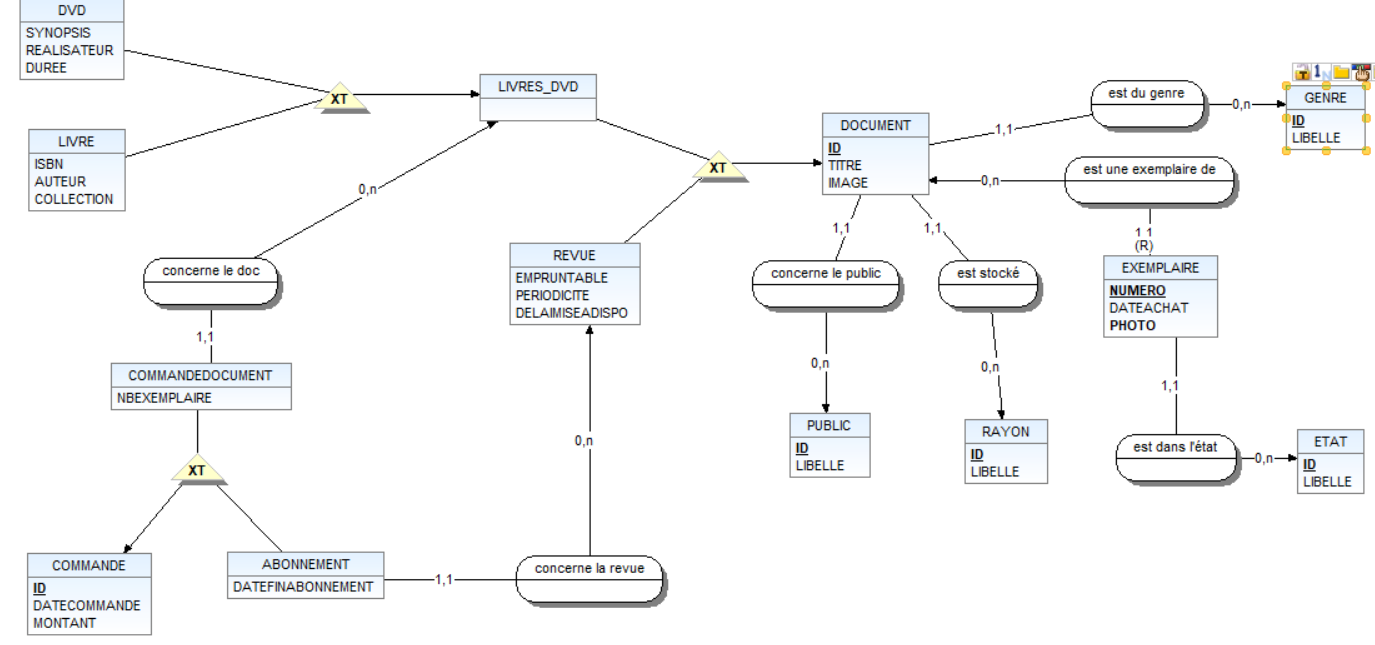 DVD
SYNOPSIS
REALISATEUR
DUREE
XT
LIVRES_DVD
LIVRE
ISBN
AUTEUR
COLLECTION
0,n
concerne le doc
1,1
COMMANDEDOCUMENT
NBEXEMPLAIRE
XT
COMMANDE
ID
DATECOMMANDE
MONTANT
ABONNEMENT
DATEFINABONNEMENT
1,1
concerne la revue
0,n
REVUE
EMPRUNTABLE
PERIODICITE
DELAIMISEADISPO
XT
DOCUMENT
ID
TITRE
IMAGE
1,1
est du genre
0,n
GENRE
ID
LIBELLE
0,n
est une exemplaire de
1,1
(R)
EXEMPLAIRE
NUMERO
DATEACHAT
PHOTO
1,1
concerne le public
0,n
PUBLIC
ID
LIBELLE
1,1
est stocké
0,n
RAYON
ID
LIBELLE
1,1
est dans l'état
0,n
ETAT
ID
LIBELLE